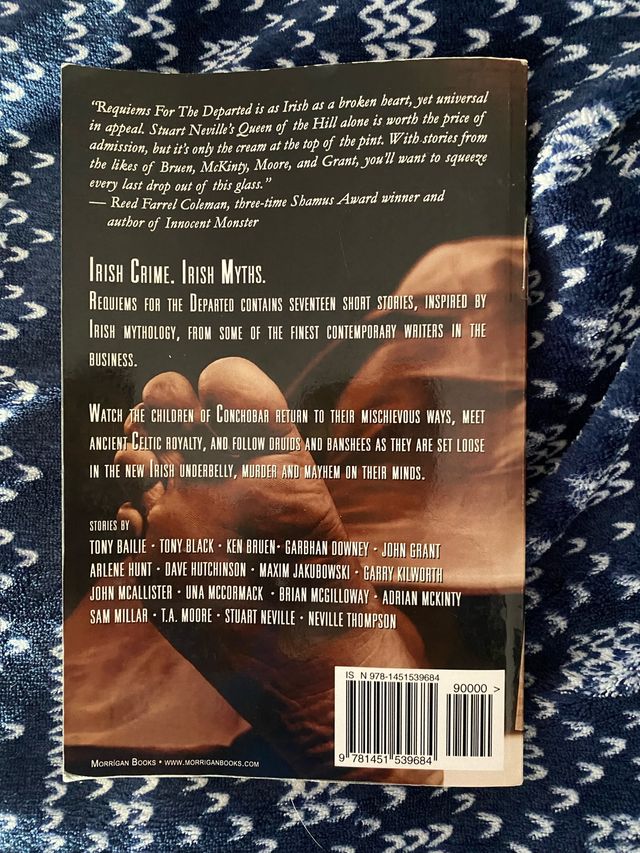 "Requiems For The Departed is as Irish as a broken heart, yet universal
in appeal. Stuart Neville's Queen of the Hill alone is worth the price of
admission, but it's only the cream at the top of the pint. With stories from
the likes of Bruen, McKinty, Moore, and Grant, you'll want to squeeze
every last drop out of this glass."
— Reed Farrel Coleman, three-time Shamus Award winner and
author of Innocent Monster
Irish Crime. Irish Myths.
Requiems for the Departed contains seventeen short stories, inspired by
Irish mythology, from some of the finest contemporary writers in the
business.
Watch the children of Conchobar return to their mischievous ways, meet
ancient Celtic royalty, and follow druids and banshees as they are set loose
in the new Irish underbelly, murder and mayhem on their minds.
STORIES BY
TONY BAILIE • TONY BLACK • KEN BRUEN • GARBHAN DOWNEY • JOHN GRANT
ARLENE HUNT • DAVE HUTCHINSON • MAXIM JAKUBOWSKI • GARRY KILWORTH
JOHN MCALLISTER • UNA MCCORMACK • BRIAN MCGILLOWAY • ADRIAN MCKINTY
SAM MILLAR • T.A. MOORE • STUART NEVILLE • NEVILLE THOMPSON
IS N 978-1451539684
90000 >
9 781451 539684
Morrígan Books • www.morriganbooks.com